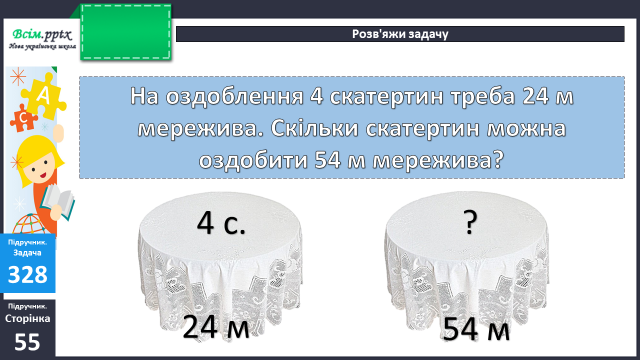 Всім.pptx
Нова українська школа
Розв'яжи задачу
На оздоблення 4 скатертин треба 24 м
мережива. Скільки скатертин можна
оздобити 54 м мережива?
А
С
4 с.
?
24 м
54 м
Підручник.
Задача
328
Підручник.
Сторінка
55